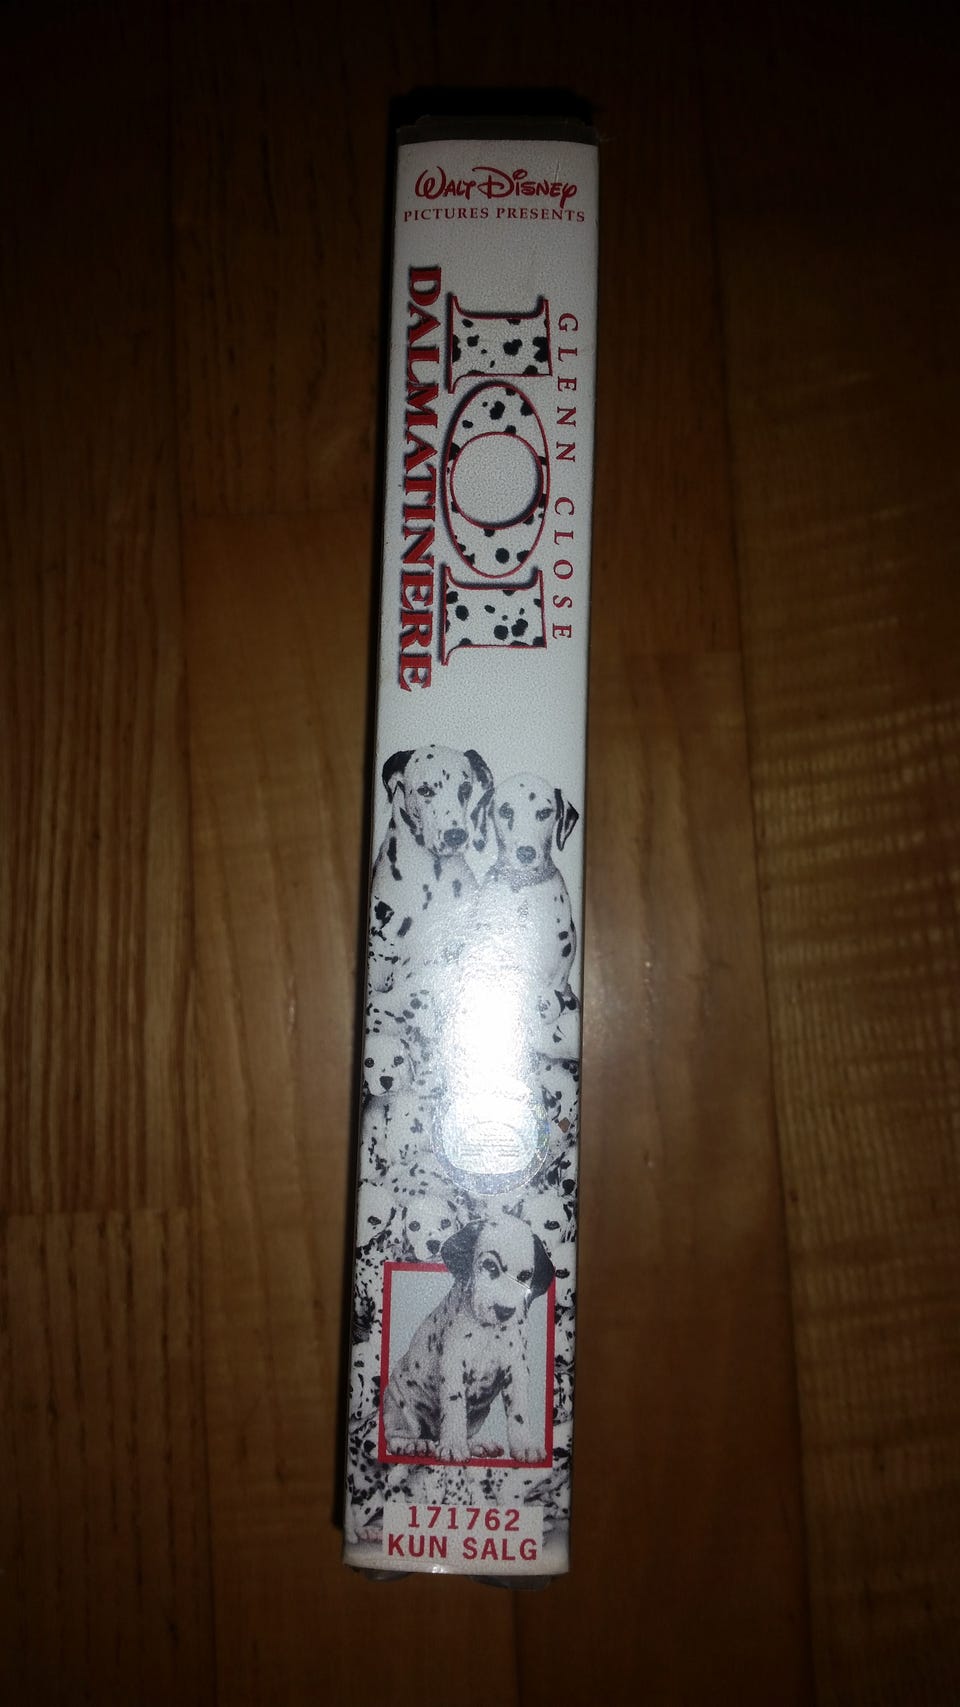 WALT DISNEY
PICTURES PRESENTS
GLENN CLOSE
101
DALMATINERE
171762
KUN SALG